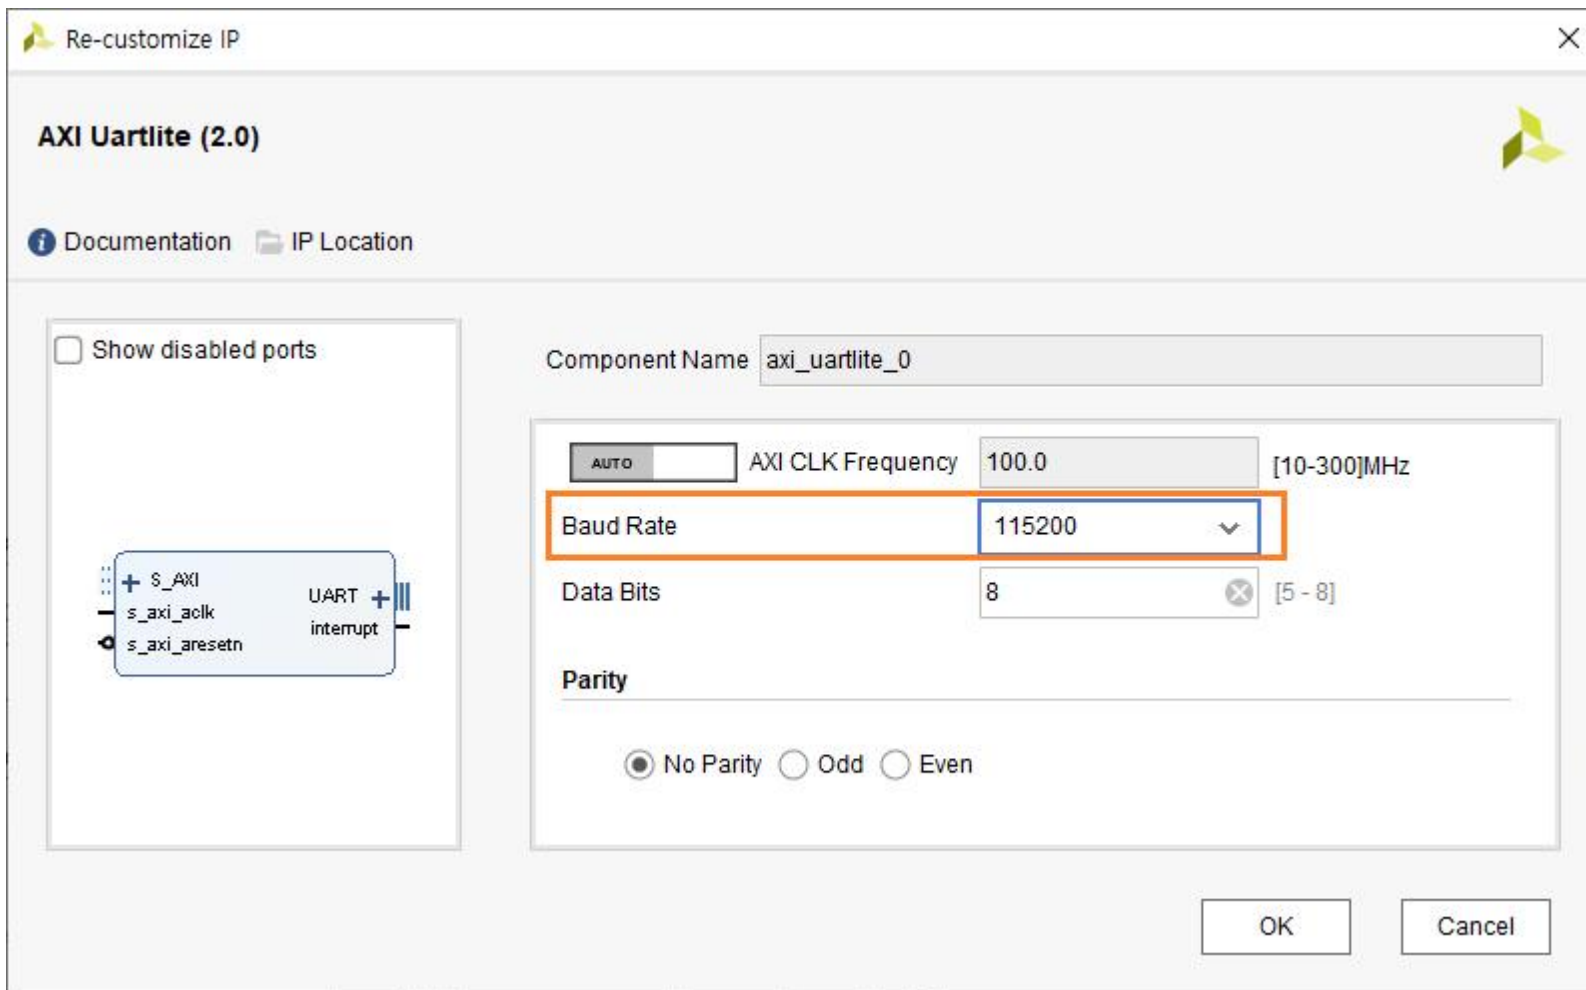 Re-customize IP
AXI Uartlite (2.0)
Documentation IP Location
Show disabled ports
S_AXI
s_axi_aclk
s_axi_aresetn
UART
interrupt
Component Name axi_uartlite_0
AUTO AXI CLK Frequency 100.0 [10-300]MHz
Baud Rate 115200
Data Bits 8 [5 - 8]
Parity
No Parity Odd Even
OK Cancel